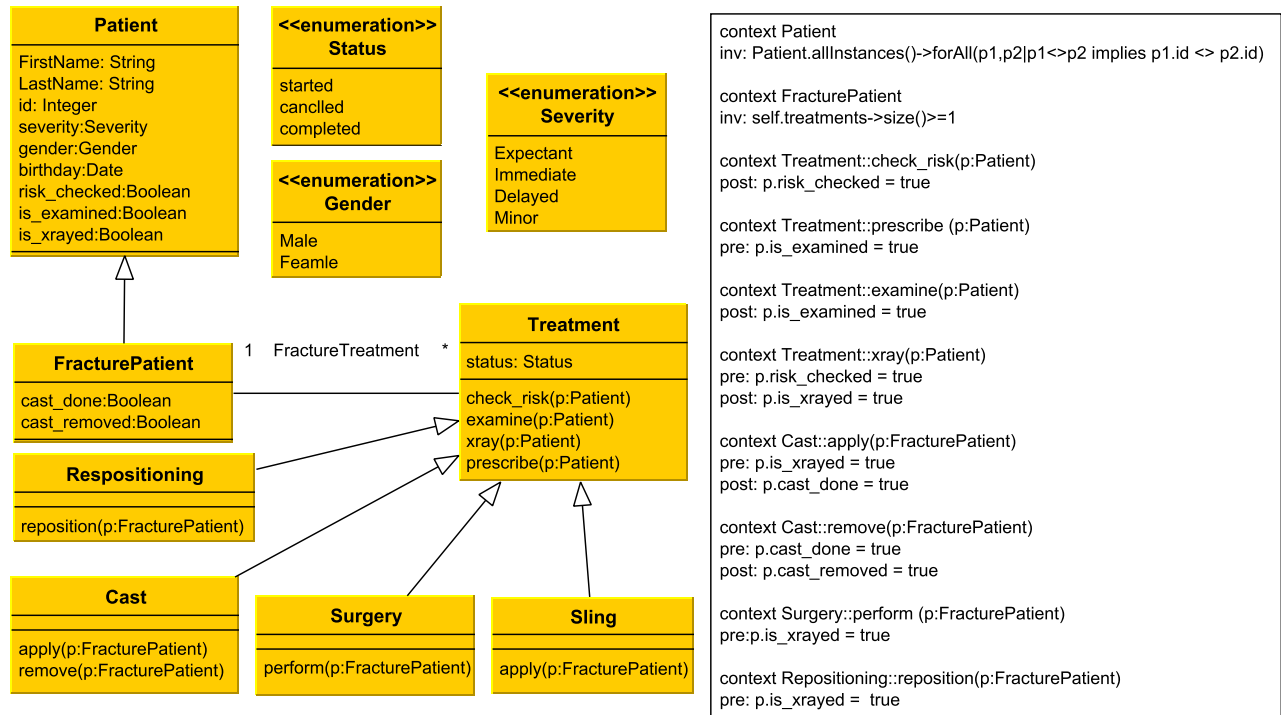 Patient
FirstName: String
LastName: String
id: Integer
severity:Severity
gender:Gender
birthday:Date
risk_checked:Boolean
is_examined:Boolean
is_xrayed:Boolean
<<enumeration>>
Status
started
canclled
completed
<<enumeration>>
Gender
Male
Feamle
<<enumeration>>
Severity
Expectant
Immediate
Delayed
Minor
FracturePatient
cast_done:Boolean
cast_removed:Boolean
1 FractureTreatment *
Treatment
status: Status
check_risk(p:Patient)
examine(p:Patient)
xray(p:Patient)
prescribe(p:Patient)
Respositioning
reposition(p:FracturePatient)
Cast
apply(p:FracturePatient)
remove(p:FracturePatient)
Surgery
perform(p:FracturePatient)
Sling
apply(p:FracturePatient)
context Patient
inv: Patient.allInstances()->forAll(p1,p2|p1<>p2 implies p1.id <> p2.id)
context FracturePatient
inv: self.treatments->size()>=1
context Treatment::check_risk(p:Patient)
post: p.risk_checked = true
context Treatment::prescribe (p:Patient)
pre: p.is_examined = true
context Treatment::examine(p:Patient)
post: p.is_examined = true
context Treatment::xray(p:Patient)
pre: p.risk_checked = true
post: p.is_xrayed = true
context Cast::apply(p:FracturePatient)
pre: p.is_xrayed = true
post: p.cast_done = true
context Cast::remove(p:FracturePatient)
pre: p.cast_done = true
post: p.cast_removed = true
context Surgery::perform (p:FracturePatient)
pre:p.is_xrayed = true
context Repositioning::reposition(p:FracturePatient)
pre: p.is_xrayed =  true